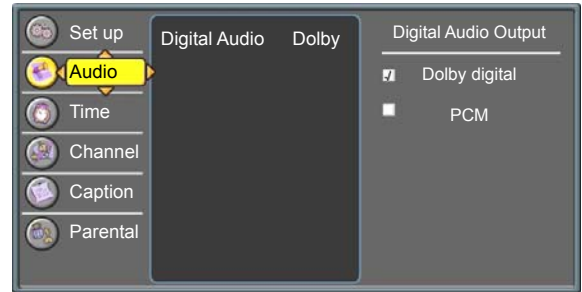 Set up
Audio
Time
Channel
Caption
Parental
Digital Audio Dolby
Digital Audio Output
Dolby digital
PCM